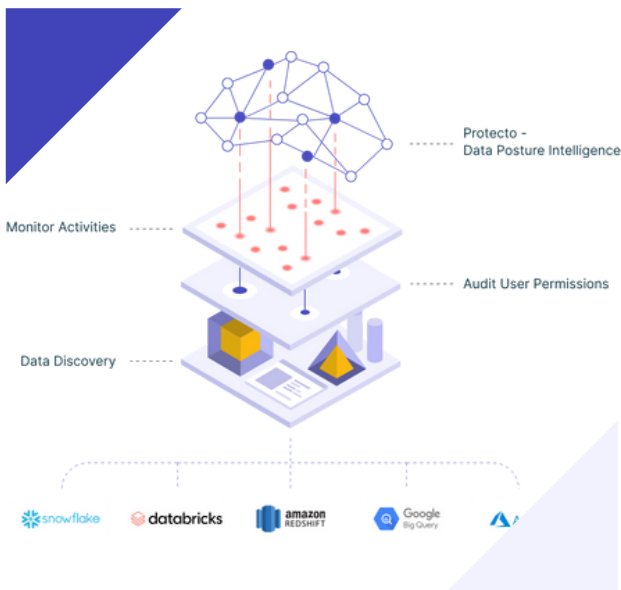 Protecto -
Data Posture Intelligence
Monitor Activities
Audit User Permissions
Data Discovery
snowflake
databricks
amazon
REDSHIFT
Google
Big Query